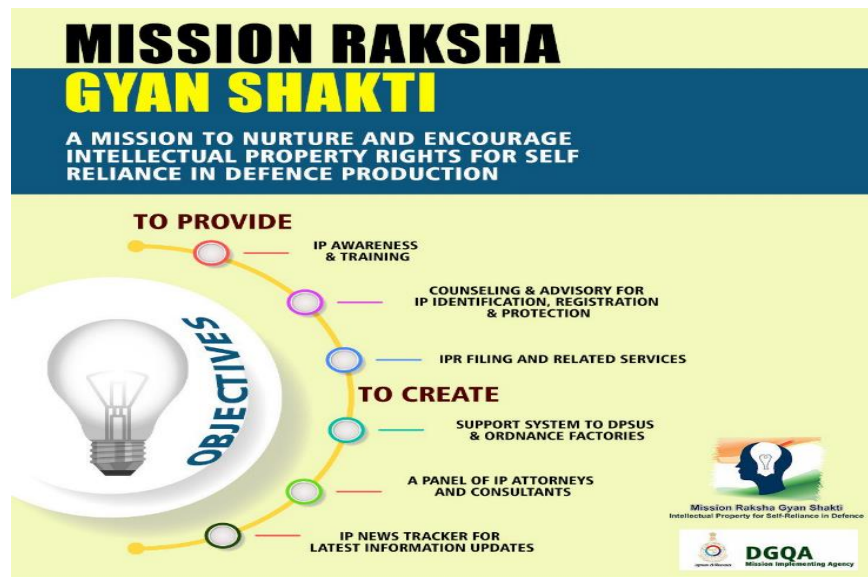 MISSION RAKSHA
GYAN SHAKTI
A MISSION TO NURTURE AND ENCOURAGE
INTELLECTUAL PROPERTY RIGHTS FOR SELF
RELIANCE IN DEFENCE PRODUCTION
TO PROVIDE
IP AWARENESS
& TRAINING
COUNSELING & ADVISORY FOR
IP IDENTIFICATION, REGISTRATION
& PROTECTION
IPR FILING AND RELATED SERVICES
OBJECTIVES
TO CREATE
SUPPORT SYSTEM TO DPSUS
& ORDNANCE FACTORIES
A PANEL OF IP ATTORNEYS
AND CONSULTANTS
IP NEWS TRACKER FOR
LATEST INFORMATION UPDATES
Mission Raksha Gyan Shakti
Intellectual Property for Self-Reliance in Defence
DGQA
Mission Implementing Agency